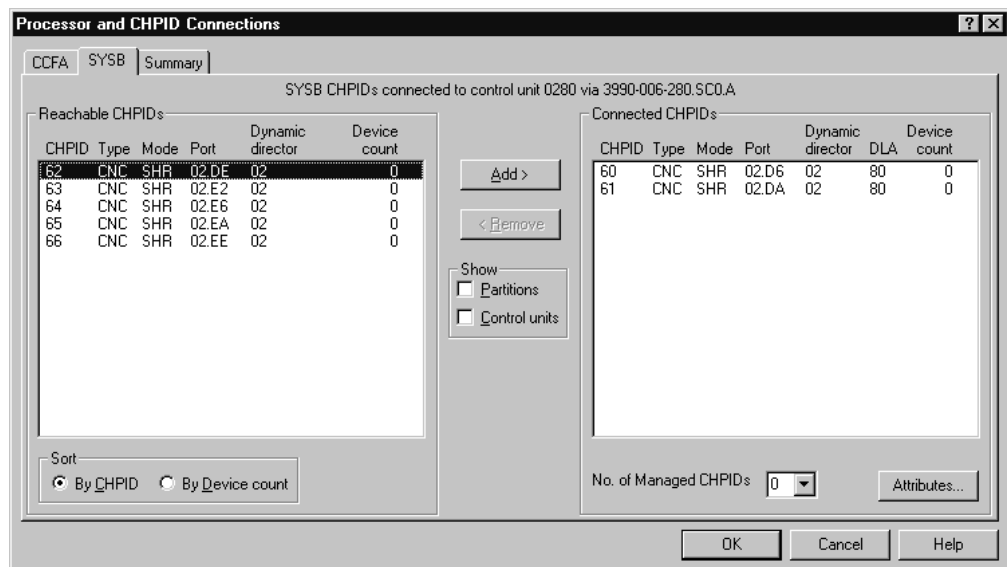 Processor and CHPID Connections
? ×
CCFA SYSB Summary
SYSB CHPIDs connected to control unit 0280 via 3990-006-280.SC0.A
Reachable CHPIDs
CHPID Type Mode Port Dynamic director Device count
62 CNC SHR 02.DE 02 0
63 CNC SHR 02.E2 02 0
64 CNC SHR 02.E6 02 0
65 CNC SHR 02.EA 02 0
66 CNC SHR 02.EE 02 0
Sort
By CHPID By Device count
Add >
< Remove
Show
Partitions
Control units
Connected CHPIDs
CHPID Type Mode Port Dynamic director DLA Device count
60 CNC SHR 02.D6 02 80 0
61 CNC SHR 02.DA 02 80 0
No. of Managed CHPIDs 0
Attributes...
OK Cancel Help